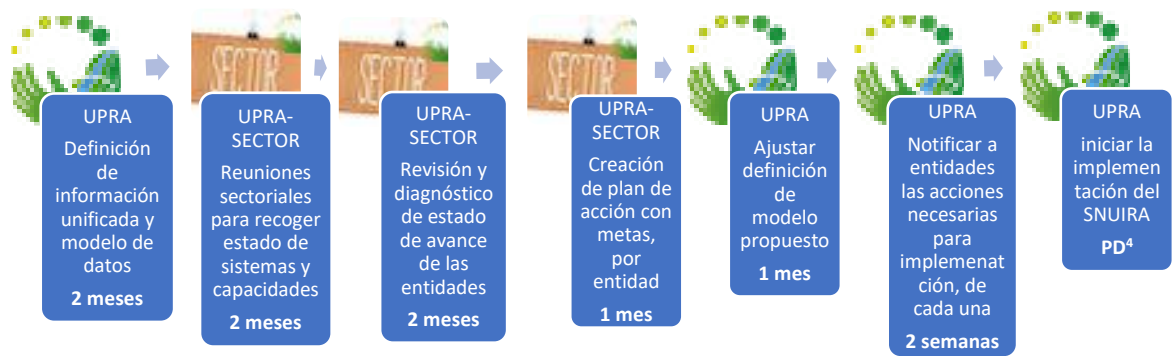 SECTOR
SECTOR
SECTOR
UPRA
Definición
de
información
unificada y
modelo de
datos
2 meses
UPRA-
SECTOR
Reuniones
sectoriales
para recoger
estado de
sistemas y
capacidades
2 meses
UPRA-
SECTOR
Revisión y
diagnóstico
de estado
de avance
de las
entidades
2 meses
UPRA-
SECTOR
Creación
de plan de
acción con
metas,
por
entidad
1 mes
UPRA
Ajustar
definición
de
modelo
propuesto
1 mes
UPRA
Notificar a
entidades
las acciones
necesarias
para
implemenat
ción, de
cada una
2 semanas
UPRA
iniciar la
implemen
tación del
SNUIRA
PD4